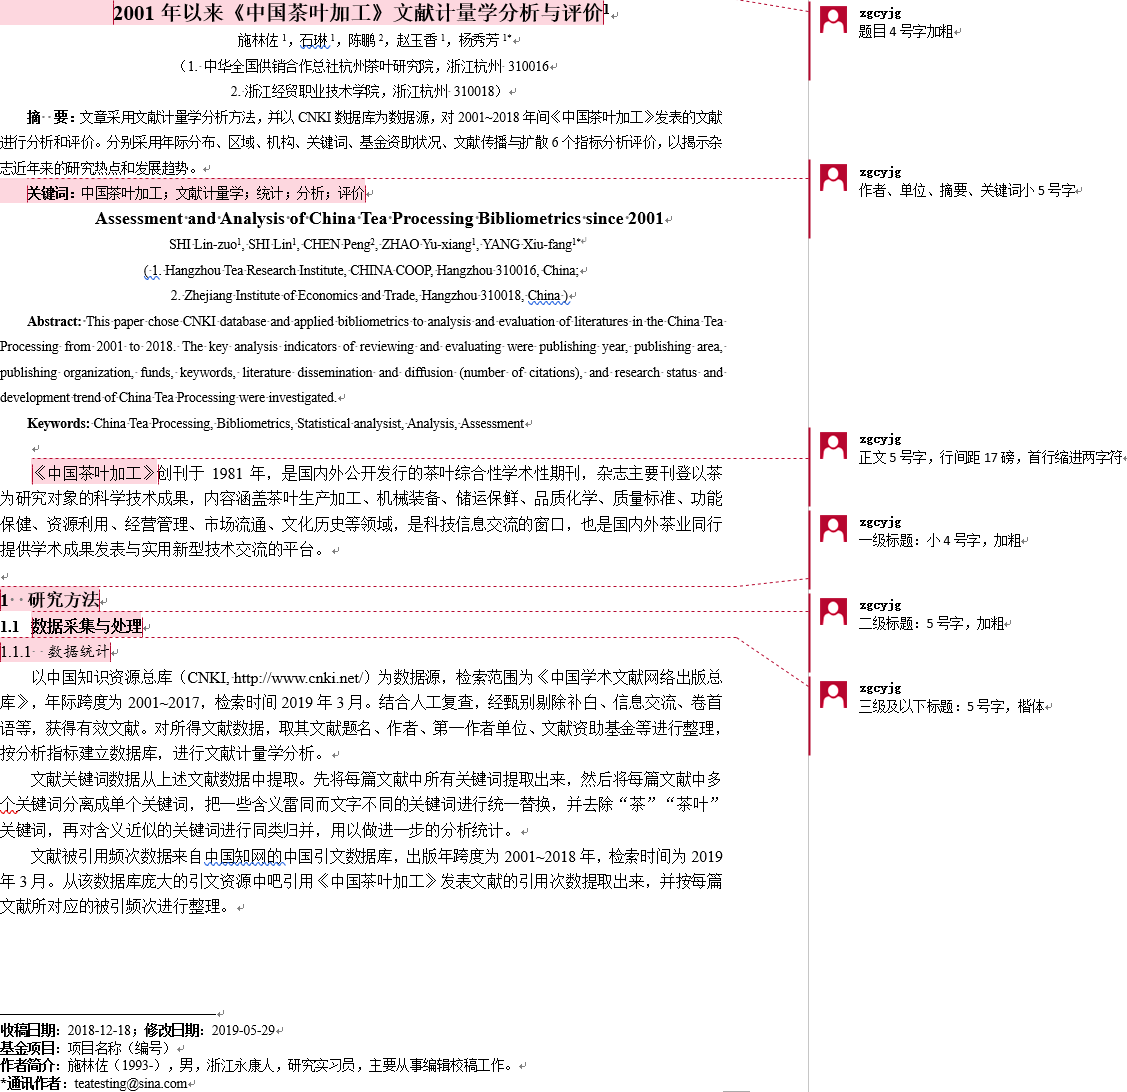 2001 年以来《中国茶叶加工》文献计量学分析与评价1
施林佐 1，石琳 1，陈鹏 2，赵玉香 1，杨秀芳 1*
（1. 中华全国供销合作总社杭州茶叶研究院，浙江杭州 310016
2. 浙江经贸职业技术学院，浙江杭州 310018）
摘 要：文章采用文献计量学分析方法，并以 CNKI 数据库为数据源，对 2001~2018 年间《中国茶叶加工》发表的文献
进行分析和评价。分别采用年际分布、区域、机构、关键词、基金资助状况、文献传播与扩散 6 个指标分析评价，以揭示杂
志近年来的研究热点和发展趋势。
关键词：中国茶叶加工；文献计量学；统计；分析；评价
Assessment and Analysis of China Tea Processing Bibliometrics since 2001
SHI Lin-zuo1, SHI Lin1, CHEN Peng2, ZHAO Yu-xiang1, YANG Xiu-fang1*
( 1. Hangzhou Tea Research Institute, CHINA COOP, Hangzhou 310016, China;
2. Zhejiang Institute of Economics and Trade, Hangzhou 310018, China )
Abstract: This paper chose CNKI database and applied bibliometrics to analysis and evaluation of literatures in the China Tea
Processing from 2001 to 2018. The key analysis indicators of reviewing and evaluating were publishing year, publishing area,
publishing organization, funds, keywords, literature dissemination and diffusion (number of citations), and research status and
development trend of China Tea Processing were investigated.
Keywords: China Tea Processing, Bibliometrics, Statistical analysist, Analysis, Assessment
《中国茶叶加工》创刊于 1981 年，是国内外公开发行的茶叶综合性学术性期刊，杂志主要刊登以茶
为研究对象的科学技术成果，内容涵盖茶叶生产加工、机械装备、储运保鲜、品质化学、质量标准、功能
保健、资源利用、经营管理、市场流通、文化历史等领域，是科技信息交流的窗口，也是国内外茶业同行
提供学术成果发表与实用新型技术交流的平台。
1 研究方法
1.1 数据采集与处理
1.1.1 数据统计
以中国知识资源总库（CNKI, http://www.cnki.net/）为数据源，检索范围为《中国学术文献网络出版总
库》，年际跨度为 2001~2017，检索时间 2019 年 3 月。结合人工复查，经甄别剔除补白、信息交流、卷首
语等，获得有效文献。对所得文献数据，取其文献题名、作者、第一作者单位、文献资助基金等进行整理，
按分析指标建立数据库，进行文献计量学分析。
文献关键词数据从上述文献数据中提取。先将每篇文献中所有关键词提取出来，然后将每篇文献中多
个关键词分离成单个关键词，把一些含义雷同而文字不同的关键词进行统一替换，并去除“茶”“茶叶”
关键词，再对含义近似的关键词进行同类归并，用以做进一步的分析统计。
文献被引用频次数据来自中国知网的中国引文数据库，出版年跨度为 2001~2018 年，检索时间为 2019
年 3 月。从该数据库庞大的引文资源中吧引用《中国茶叶加工》发表文献的引用次数提取出来，并按每篇
文献所对应的被引频次进行整理。
收稿日期：2018-12-18；修改日期：2019-05-29
基金项目：项目名称（编号）
作者简介：施林佐（1993-），男，浙江永康人，研究实习员，主要从事编辑校稿工作。
*通讯作者：teatesting@sina.com
zgcyjg
题目 4 号字加粗
zgcyjg
作者、单位、摘要、关键词小 5 号字
zgcyjg
正文 5 号字，行间距 17 磅，首行缩进两字符
zgcyjg
一级标题：小 4 号字，加粗
zgcyjg
二级标题：5 号字，加粗
zgcyjg
三级及以下标题：5 号字，楷体